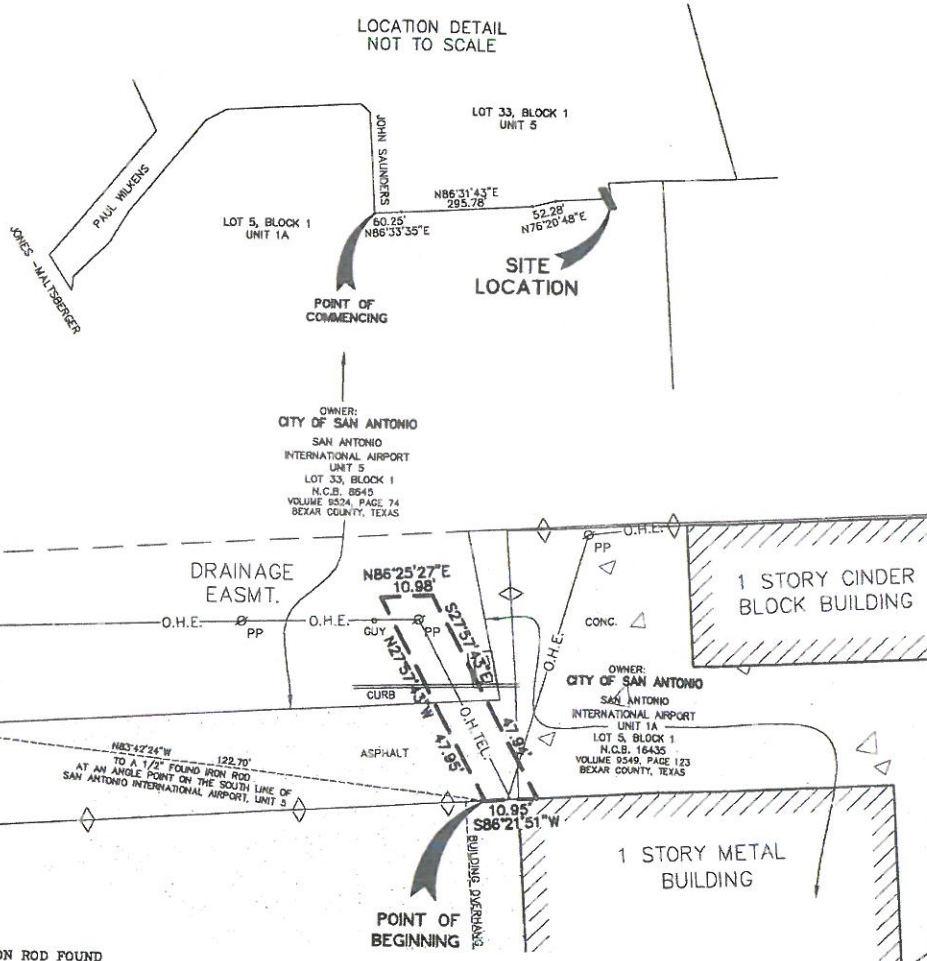 LOCATION DETAIL
NOT TO SCALE
LOT 33, BLOCK 1
UNIT 5
JOHN SAUNDERS
PAUL WILKENS
JONES -MALTSBERGER
LOT 5, BLOCK 1
UNIT 1A
N86°31'43"E
295.78'
60.25'
N86°33'35"E
52.28'
N76°20'48"E
SITE
LOCATION
POINT OF
COMMENCING
OWNER:
CITY OF SAN ANTONIO
SAN ANTONIO
INTERNATIONAL AIRPORT
UNIT 5
LOT 33, BLOCK 1
N.C.B. 8645
VOLUME 9524, PAGE 74
BEXAR COUNTY, TEXAS
DRAINAGE
EASMT.
N86°25'27"E
10.98'
O.H.E.
PP
1 STORY CINDER
BLOCK BUILDING
O.H.E.
PP
O.H.E.
GUY
PP
S27°57'43"E
47.94'
N27°57'43"W
47.95'
O.H.E.
CONC.
CURB
O.H.TEL.
ASPHALT
OWNER:
CITY OF SAN ANTONIO
SAN ANTONIO
INTERNATIONAL AIRPORT
UNIT 1A
LOT 5, BLOCK 1
N.C.B. 16435
VOLUME 9549, PAGE 123
BEXAR COUNTY, TEXAS
N83°42'24"W 122.70'
TO A 1/2" FOUND IRON ROD
AT AN ANGLE POINT ON THE SOUTH LINE OF
SAN ANTONIO INTERNATIONAL AIRPORT, UNIT 5
10.95'
S86°21'51"W
BUILDING OVERHANG
1 STORY METAL
BUILDING
POINT OF
BEGINNING
ON ROD FOUND